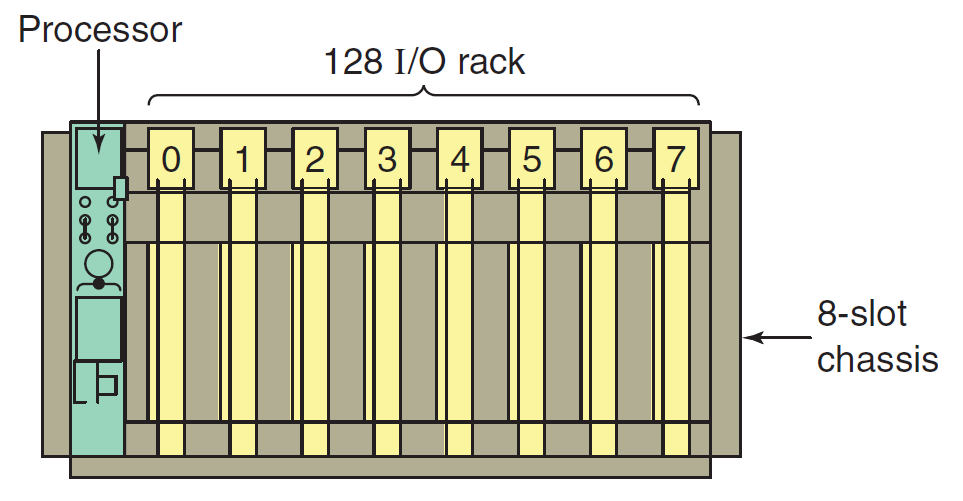 Processor
128 I/O rack
0 1 2 3 4 5 6 7
8-slot
chassis